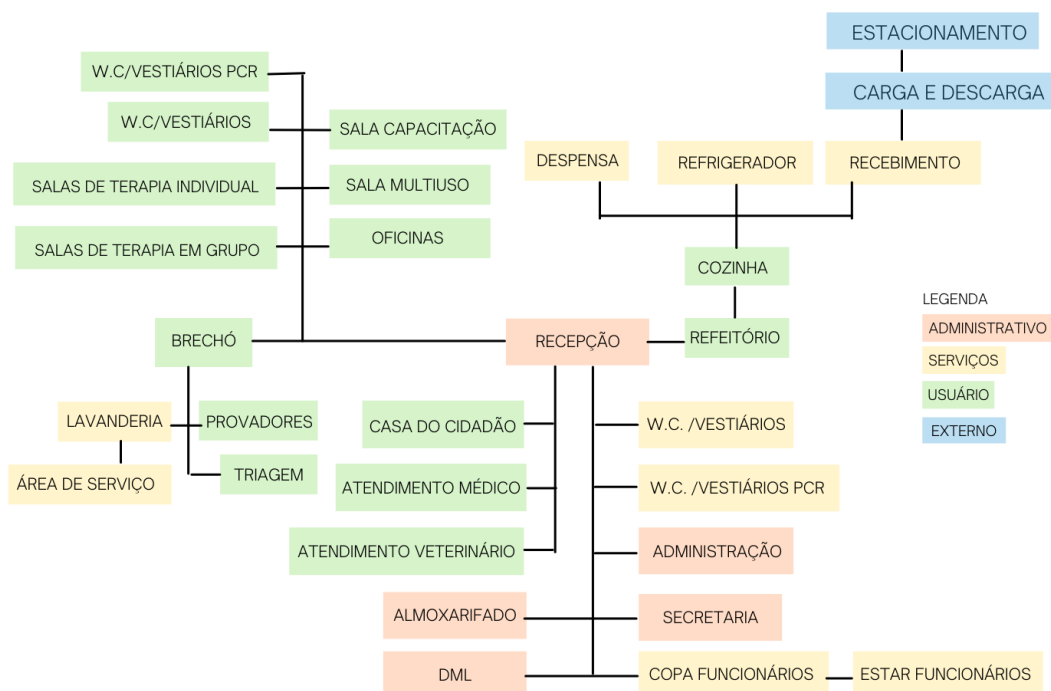 ESTACIONAMENTO
W.C/VESTIÁRIOS PCR
CARGA E DESCARGA
W.C/VESTIÁRIOS
SALA CAPACITAÇÃO
DESPENSA
REFRIGERADOR
RECEBIMENTO
SALAS DE TERAPIA INDIVIDUAL
SALA MULTIUSO
SALAS DE TERAPIA EM GRUPO
OFICINAS
COZINHA
LEGENDA
ADMINISTRATIVO
BRECHÓ
RECEPÇÃO
REFEITÓRIO
SERVIÇOS
USUÁRIO
EXTERNO
LAVANDERIA
PROVADORES
CASA DO CIDADÃO
W.C. /VESTIÁRIOS
ÁREA DE SERVIÇO
TRIAGEM
ATENDIMENTO MÉDICO
W.C. /VESTIÁRIOS PCR
ATENDIMENTO VETERINÁRIO
ADMINISTRAÇÃO
ALMOXARIFADO
SECRETARIA
DML
COPA FUNCIONÁRIOS
ESTAR FUNCIONÁRIOS